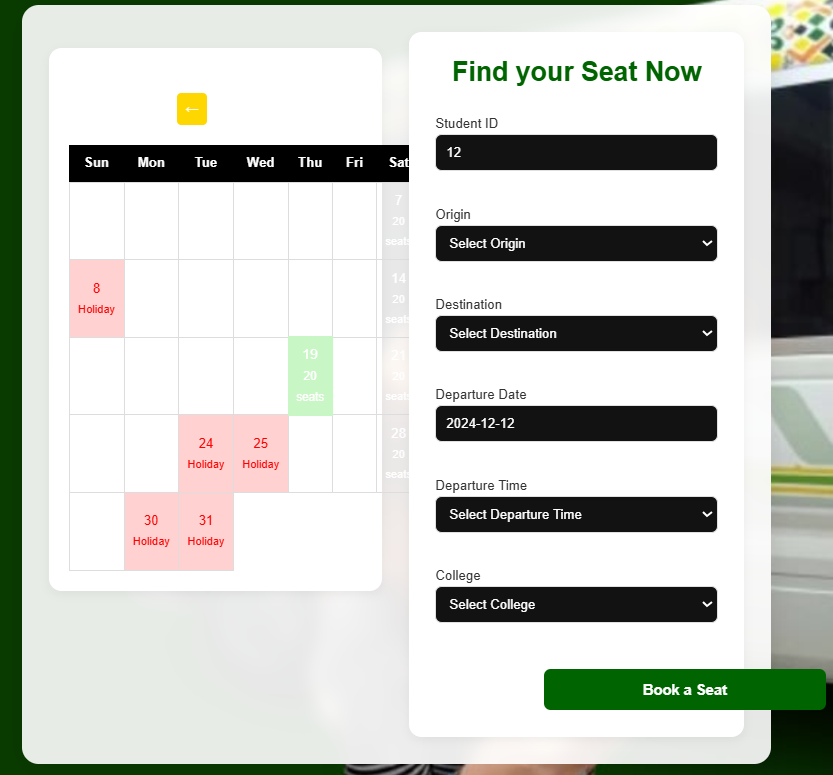 ←
Sun Mon Tue Wed Thu Fri Sat
7
20
seats
8
Holiday
14
20
seats
19
20
seats
21
20
seats
24
Holiday
25
Holiday
28
20
seats
30
Holiday
31
Holiday
Find your Seat Now
Student ID
12
Origin
Select Origin
Destination
Select Destination
Departure Date
2024-12-12
Departure Time
Select Departure Time
College
Select College
Book a Seat